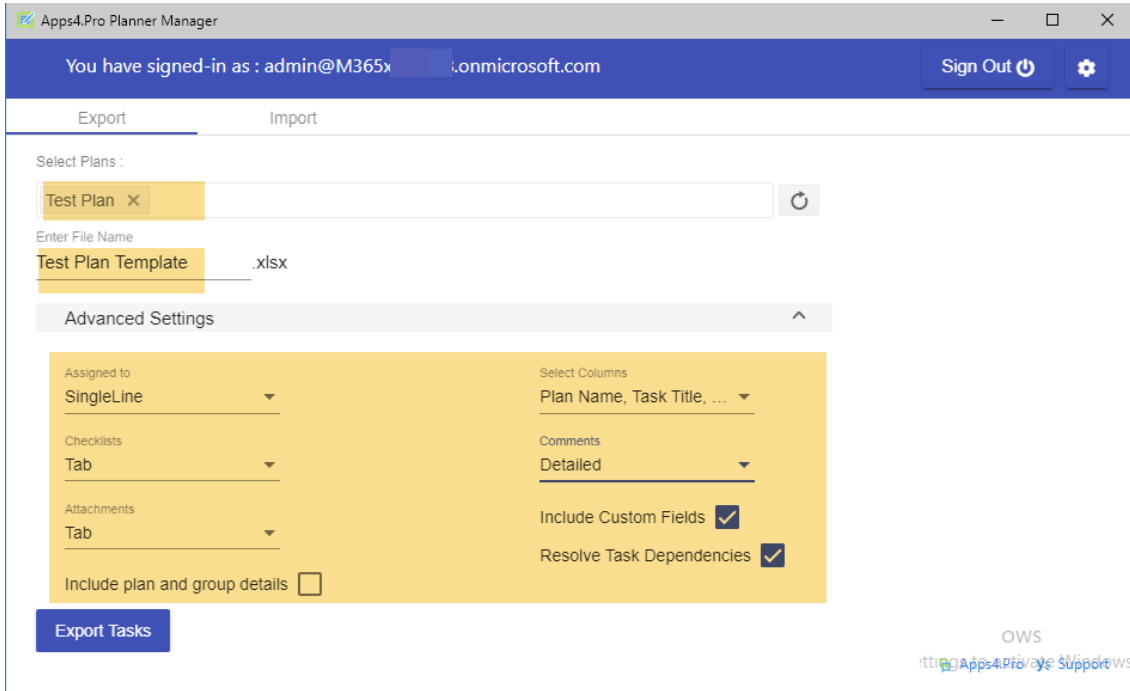 Apps4.Pro Planner Manager
You have signed-in as : admin@M365x .onmicrosoft.com
Sign Out
Export Import
Select Plans :
Test Plan
Enter File Name
Test Plan Template .xlsx
Advanced Settings
Assigned to Select Columns
SingleLine Plan Name, Task Title, ...
Checklists Comments
Tab Detailed
Attachments
Tab
Include Custom Fields
Resolve Task Dependencies
Include plan and group details
Export Tasks
ows
Apps4.Pro Support